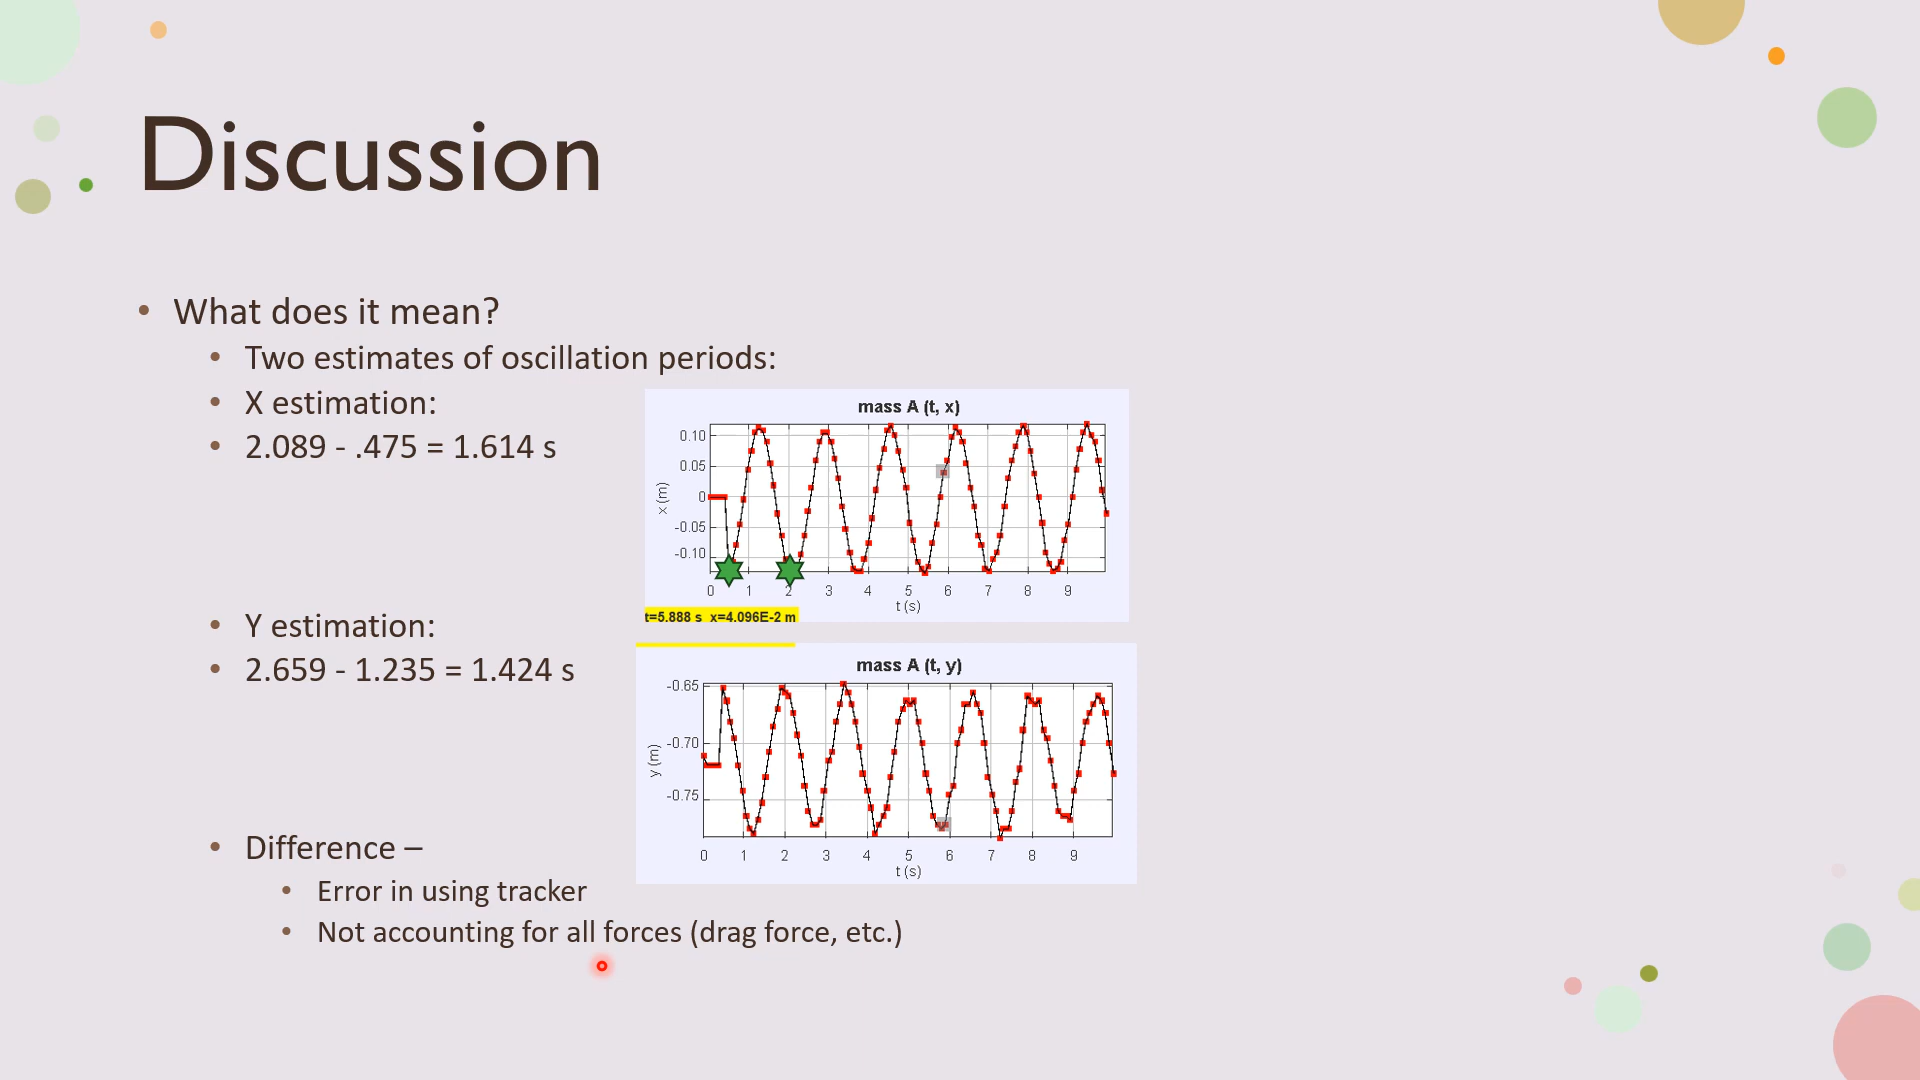 Discussion
• What does it mean?
• Two estimates of oscillation periods:
• X estimation:
• 2.089 - .475 = 1.614 s
mass A (t, x)
0.10
0.05
0
-0.05
-0.10
x (m)
0 1 2 3 4 5 6 7 8 9
t (s)
t=5.888 s x=4.096E-2 m
• Y estimation:
• 2.659 - 1.235 = 1.424 s
mass A (t, y)
-0.65
-0.70
-0.75
y (m)
0 1 2 3 4 5 6 7 8 9
t (s)
• Difference –
• Error in using tracker
• Not accounting for all forces (drag force, etc.)